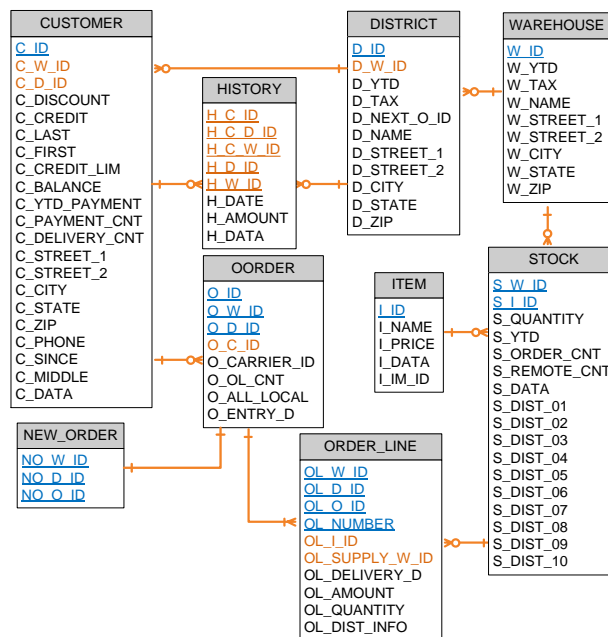 CUSTOMER
C_ID
C_W_ID
C_D_ID
C_DISCOUNT
C_CREDIT
C_LAST
C_FIRST
C_CREDIT_LIM
C_BALANCE
C_YTD_PAYMENT
C_PAYMENT_CNT
C_DELIVERY_CNT
C_STREET_1
C_STREET_2
C_CITY
C_STATE
C_ZIP
C_PHONE
C_SINCE
C_MIDDLE
C_DATA
HISTORY
H_C_ID
H_C_D_ID
H_C_W_ID
H_D_ID
H_W_ID
H_DATE
H_AMOUNT
H_DATA
DISTRICT
D_ID
D_W_ID
D_YTD
D_TAX
D_NEXT_O_ID
D_NAME
D_STREET_1
D_STREET_2
D_CITY
D_STATE
D_ZIP
WAREHOUSE
W_ID
W_YTD
W_TAX
W_NAME
W_STREET_1
W_STREET_2
W_CITY
W_STATE
W_ZIP
OORDER
O_ID
O_W_ID
O_D_ID
O_C_ID
O_CARRIER_ID
O_OL_CNT
O_ALL_LOCAL
O_ENTRY_D
ITEM
I_ID
I_NAME
I_PRICE
I_DATA
I_IM_ID
STOCK
S_W_ID
S_I_ID
S_QUANTITY
S_YTD
S_ORDER_CNT
S_REMOTE_CNT
S_DATA
S_DIST_01
S_DIST_02
S_DIST_03
S_DIST_04
S_DIST_05
S_DIST_06
S_DIST_07
S_DIST_08
S_DIST_09
S_DIST_10
NEW_ORDER
NO_W_ID
NO_D_ID
NO_O_ID
ORDER_LINE
OL_W_ID
OL_D_ID
OL_O_ID
OL_NUMBER
OL_I_ID
OL_SUPPLY_W_ID
OL_DELIVERY_D
OL_AMOUNT
OL_QUANTITY
OL_DIST_INFO